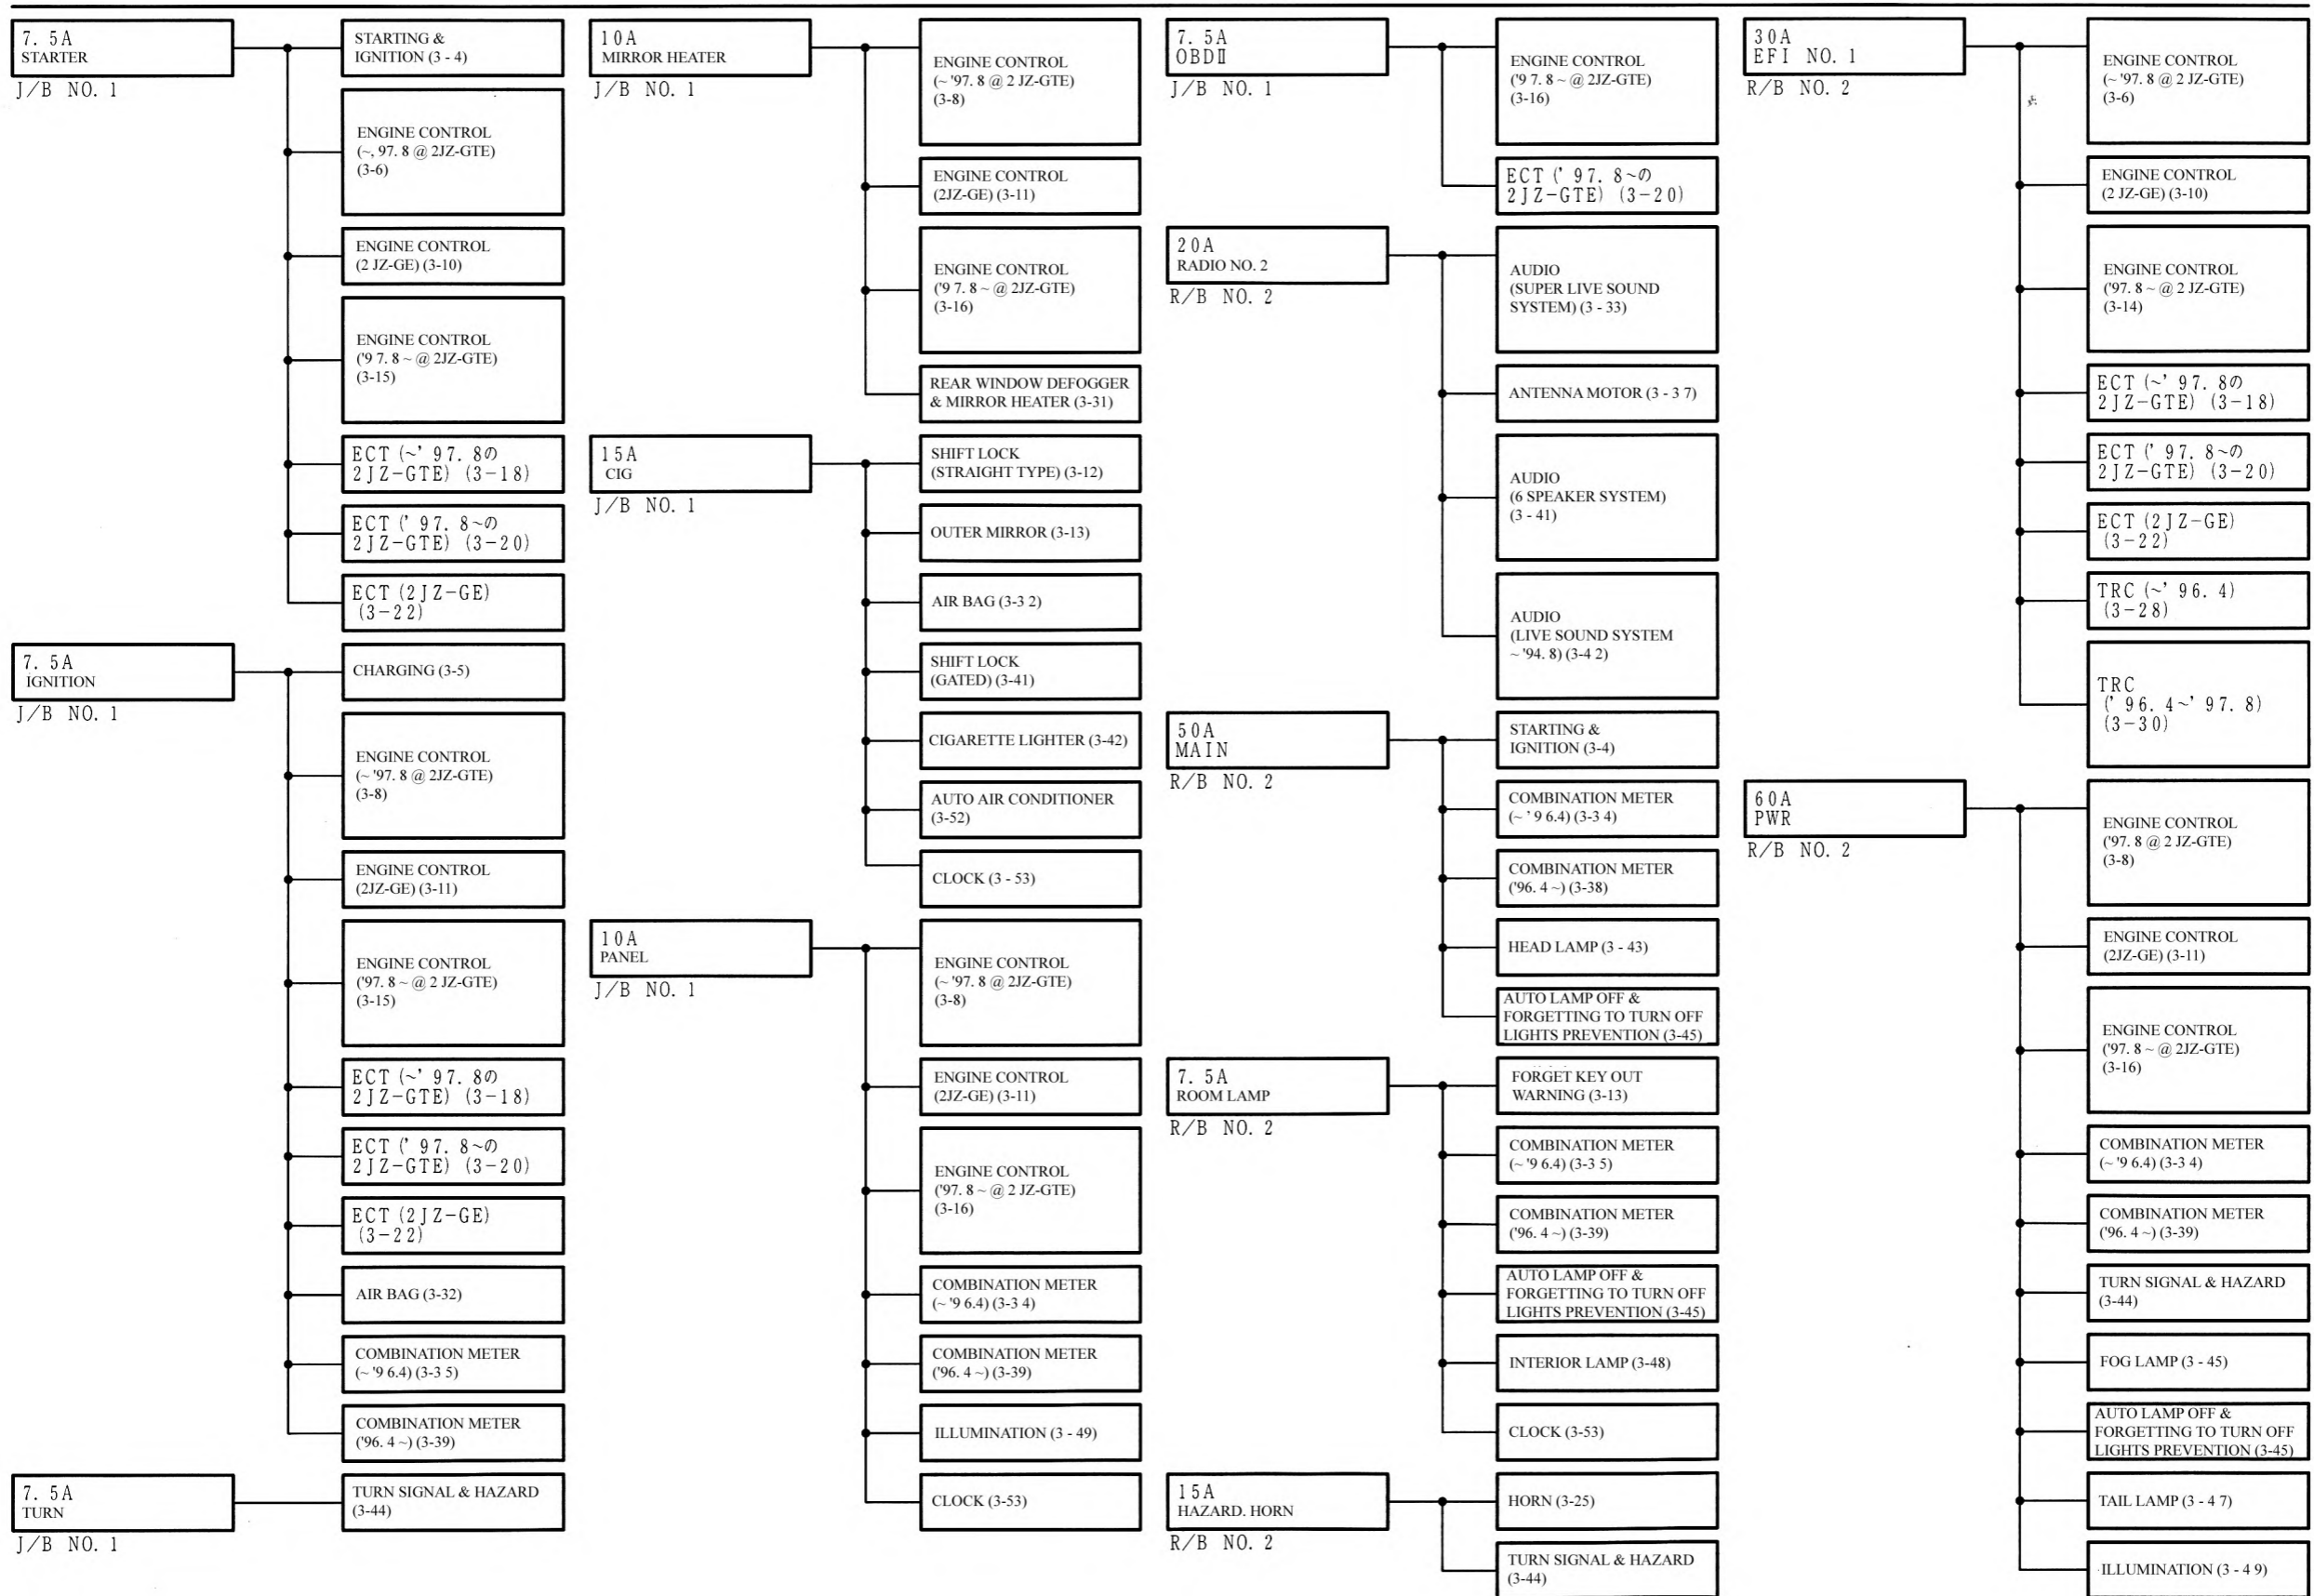 7. 5A
STARTER
J/B NO. 1
STARTING &
IGNITION (3 - 4)
ENGINE CONTROL
(~, 97. 8 @ 2JZ-GTE)
(3-6)
ENGINE CONTROL
(2 JZ-GE) (3-10)
ENGINE CONTROL
('9 7. 8 ~ @ 2JZ-GTE)
(3-15)
ECT (~' 97. 8の
2JZ-GTE) (3-18)
ECT (' 97. 8~の
2JZ-GTE) (3-20)
ECT (2JZ-GE)
(3-22)
7. 5A
IGNITION
J/B NO. 1
CHARGING (3-5)
ENGINE CONTROL
(~ '97. 8 @ 2JZ-GTE)
(3-8)
ENGINE CONTROL
(2JZ-GE) (3-11)
ENGINE CONTROL
('97. 8 ~ @ 2 JZ-GTE)
(3-15)
ECT (~' 97. 8の
2JZ-GTE) (3-18)
ECT (' 97. 8~の
2JZ-GTE) (3-20)
ECT (2JZ-GE)
(3-22)
AIR BAG (3-32)
COMBINATION METER
(~ '9 6.4) (3-3 5)
COMBINATION METER
('96. 4 ~) (3-39)
7. 5A
TURN
J/B NO. 1
TURN SIGNAL & HAZARD
(3-44)
10A
MIRROR HEATER
J/B NO. 1
ENGINE CONTROL
(~ '97. 8 @ 2 JZ-GTE)
(3-8)
ENGINE CONTROL
(2JZ-GE) (3-11)
ENGINE CONTROL
('9 7. 8 ~ @ 2JZ-GTE)
(3-16)
REAR WINDOW DEFOGGER
& MIRROR HEATER (3-31)
15A
CIG
J/B NO. 1
SHIFT LOCK
(STRAIGHT TYPE) (3-12)
OUTER MIRROR (3-13)
AIR BAG (3-3 2)
SHIFT LOCK
(GATED) (3-41)
CIGARETTE LIGHTER (3-42)
AUTO AIR CONDITIONER
(3-52)
CLOCK (3 - 53)
10A
PANEL
J/B NO. 1
ENGINE CONTROL
(~ '97. 8 @ 2JZ-GTE)
(3-8)
ENGINE CONTROL
(2JZ-GE) (3-11)
ENGINE CONTROL
('97. 8 ~ @ 2 JZ-GTE)
(3-16)
COMBINATION METER
(~ '9 6.4) (3-3 4)
COMBINATION METER
('96. 4 ~) (3-39)
ILLUMINATION (3 - 49)
CLOCK (3-53)
7. 5A
OBDⅡ
J/B NO. 1
ENGINE CONTROL
('9 7. 8 ~ @ 2JZ-GTE)
(3-16)
ECT (' 97. 8~の
2JZ-GTE) (3-20)
20A
RADIO NO. 2
R/B NO. 2
AUDIO
(SUPER LIVE SOUND
SYSTEM) (3 - 33)
ANTENNA MOTOR (3 - 3 7)
AUDIO
(6 SPEAKER SYSTEM)
(3 - 41)
AUDIO
(LIVE SOUND SYSTEM
~ '94. 8) (3-4 2)
50A
MAIN
R/B NO. 2
STARTING &
IGNITION (3-4)
COMBINATION METER
(~ ' 9 6.4) (3-3 4)
COMBINATION METER
('96. 4 ~) (3-38)
HEAD LAMP (3 - 43)
AUTO LAMP OFF &
FORGETTING TO TURN OFF
LIGHTS PREVENTION (3-45)
7. 5A
ROOM LAMP
R/B NO. 2
FORGET KEY OUT
WARNING (3-13)
COMBINATION METER
(~ '9 6.4) (3-3 5)
COMBINATION METER
('96. 4 ~) (3-39)
AUTO LAMP OFF &
FORGETTING TO TURN OFF
LIGHTS PREVENTION (3-45)
INTERIOR LAMP (3-48)
CLOCK (3-53)
15A
HAZARD. HORN
R/B NO. 2
HORN (3-25)
TURN SIGNAL & HAZARD
(3-44)
30A
EFI NO. 1
R/B NO. 2
ENGINE CONTROL
(~ '97. 8 @ 2 JZ-GTE)
(3-6)
ENGINE CONTROL
(2 JZ-GE) (3-10)
ENGINE CONTROL
('97. 8 ~ @ 2 JZ-GTE)
(3-14)
ECT (~' 97. 8の
2JZ-GTE) (3-18)
ECT (' 97. 8~の
2JZ-GTE) (3-20)
ECT (2JZ-GE)
(3-22)
TRC (~' 96. 4)
(3-28)
TRC
(' 96. 4~' 97. 8)
(3-30)
60A
PWR
R/B NO. 2
ENGINE CONTROL
('97. 8 @ 2 JZ-GTE)
(3-8)
ENGINE CONTROL
(2JZ-GE) (3-11)
ENGINE CONTROL
('97. 8 ~ @ 2JZ-GTE)
(3-16)
COMBINATION METER
(~ '9 6.4) (3-3 4)
COMBINATION METER
('96. 4 ~) (3-39)
TURN SIGNAL & HAZARD
(3-44)
FOG LAMP (3 - 45)
AUTO LAMP OFF &
FORGETTING TO TURN OFF
LIGHTS PREVENTION (3-45)
TAIL LAMP (3 - 4 7)
ILLUMINATION (3 - 4 9)